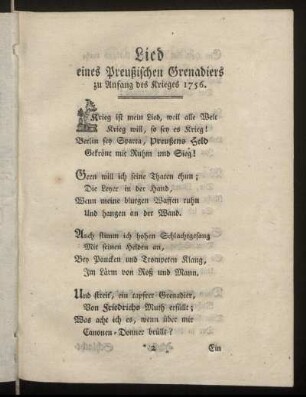 Lied
eines Preußischen Grenadiers
zu Anfang des Krieges 1756.
Krieg ist mein Lied, weil alle Welt
Krieg will, so sey es Krieg!
Berlin sey Sparta, Preußens Held
Gekrönt mit Ruhm und Sieg!
Gern will ich seine Thaten thun;
Die Leyer in der Hand,
Wenn meine blutgen Waffen ruhn
Und hangen an der Wand.
Auch stimm ich hohen Schlachtgesang
Mit seinen Helden an,
Bey Paucken und Trompeten Klang,
Im Lärm von Roß und Mann.
Und streit, ein tapfrer Grenadier,
Von Friedrichs Muth erfüllt;
Was acht ich es, wenn über mir
Canonen-Donner brüllt?
Ein